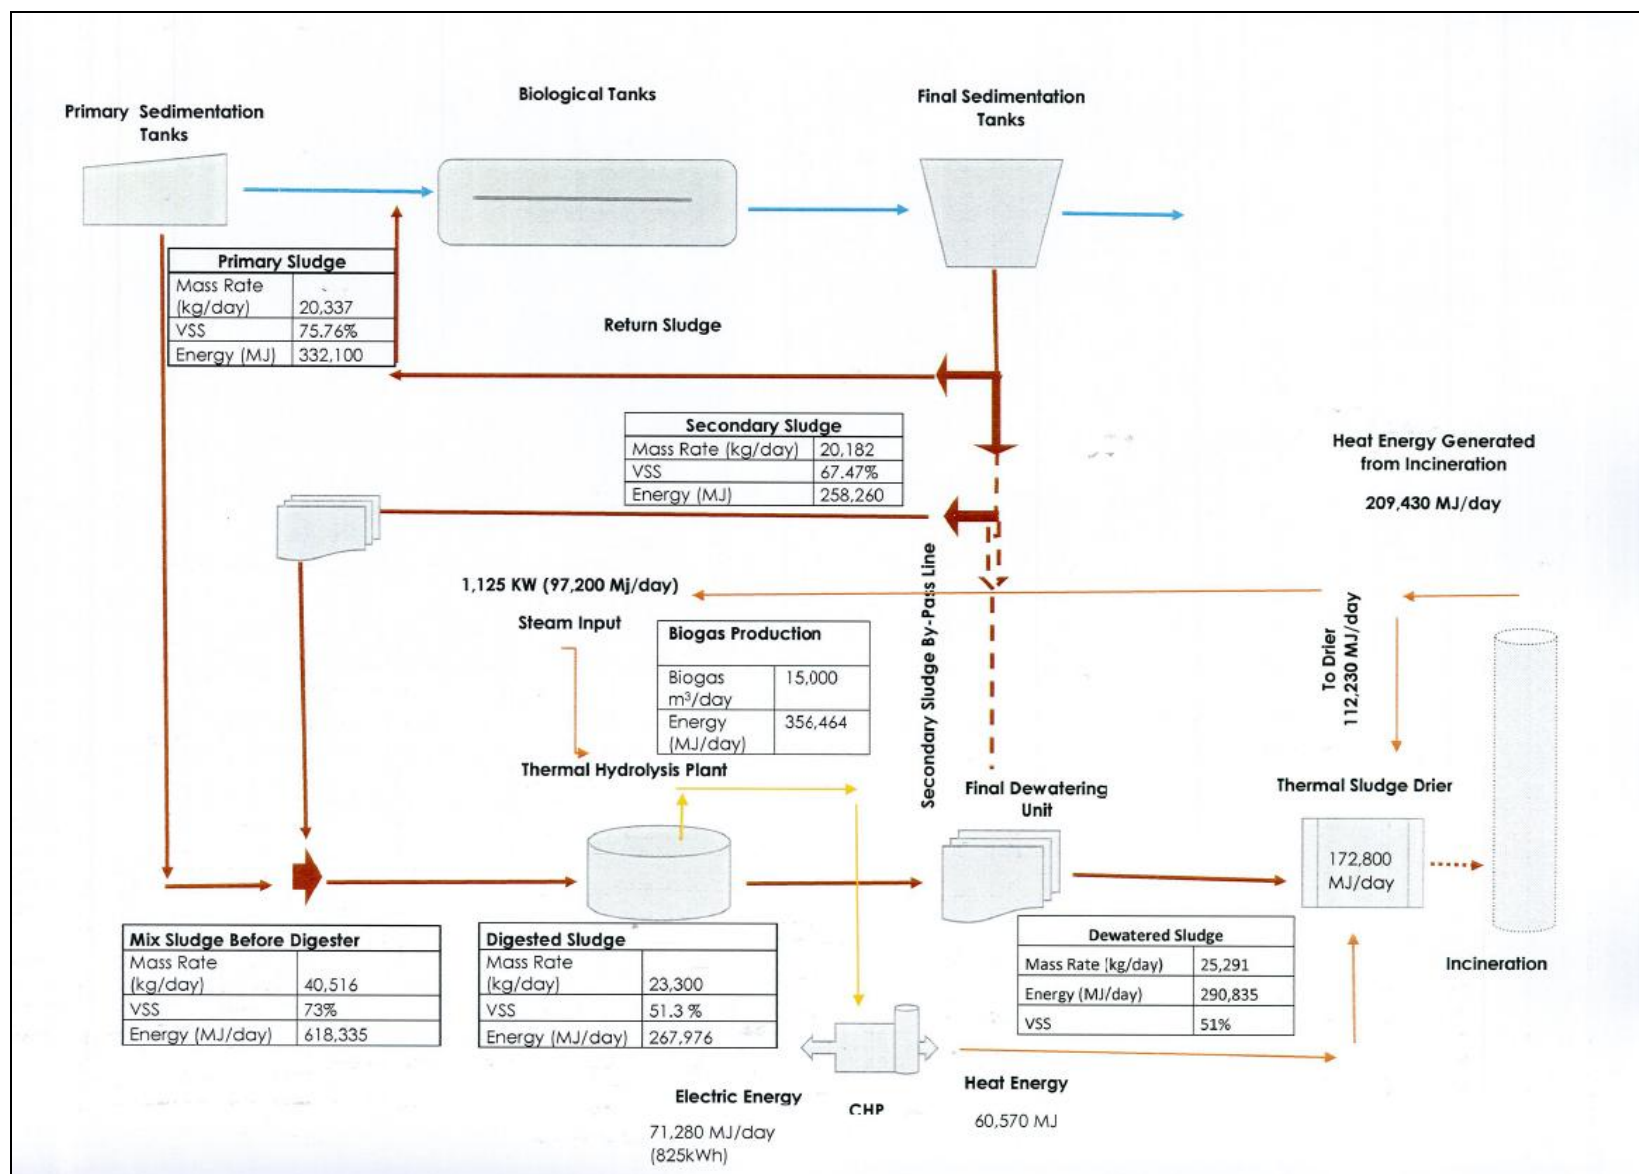 Primary Sedimentation
Tanks
Biological Tanks
Final Sedimentation
Tanks
Primary Sludge
Mass Rate
(kg/day) 20,337
VSS 75.76%
Energy (MJ) 332,100
Return Sludge
Secondary Sludge
Mass Rate (kg/day) 20,182
VSS 67.47%
Energy (MJ) 258,260
Heat Energy Generated
from Incineration
209,430 MJ/day
1,125 KW (97,200 Mj/day)
Steam Input
Biogas Production
Biogas 15,000
m³/day
Energy 356,464
(MJ/day)
Secondary Sludge By-Pass Line
To Drier
112,230 MJ/day
Thermal Hydrolysis Plant
Final Dewatering
Unit
Thermal Sludge Drier
172,800
MJ/day
Mix Sludge Before Digester
Mass Rate
(kg/day) 40,516
VSS 73%
Energy (MJ/day) 618,335
Digested Sludge
Mass Rate
(kg/day) 23,300
VSS 51.3 %
Energy (MJ/day) 267,976
Dewatered Sludge
Mass Rate (kg/day) 25,291
Energy (MJ/day) 290,835
VSS 51%
Incineration
Electric Energy
71,280 MJ/day
(825kWh)
CHP
Heat Energy
60,570 MJ